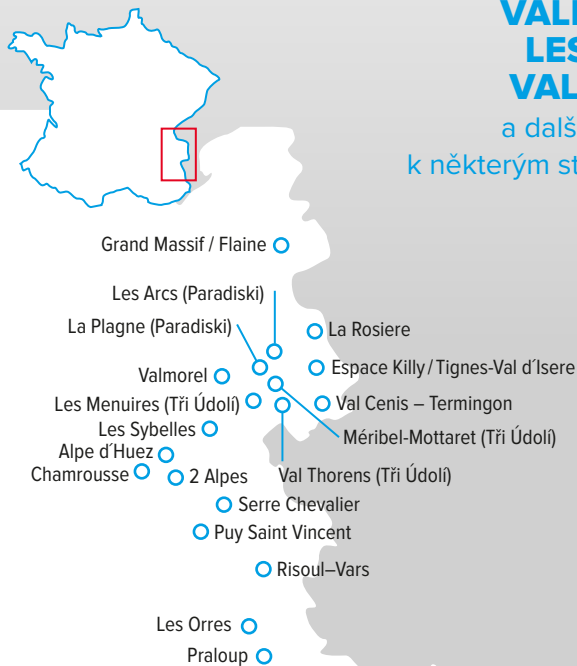 LES
VAL
a dalš
k některým st
Grand Massif / Flaine
Les Arcs (Paradiski)
La Plagne (Paradiski)
La Rosiere
Espace Killy / Tignes-Val d´Isere
Valmorel
Les Menuires (Tři Údolí)
Val Cenis – Termingon
Les Sybelles
Méribel-Mottaret (Tři Údolí)
Alpe d´Huez
Chamrousse
2 Alpes
Val Thorens (Tři Údolí)
Serre Chevalier
Puy Saint Vincent
Risoul–Vars
Les Orres
Praloup